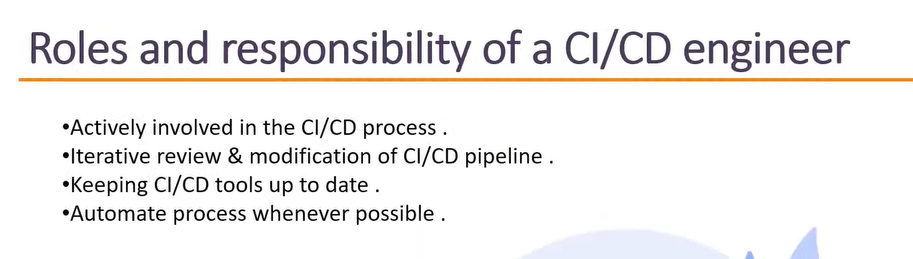 Roles and responsibility of a CI/CD engineer
•Actively involved in the CI/CD process .
•Iterative review & modification of CI/CD pipeline .
•Keeping CI/CD tools up to date .
•Automate process whenever possible .